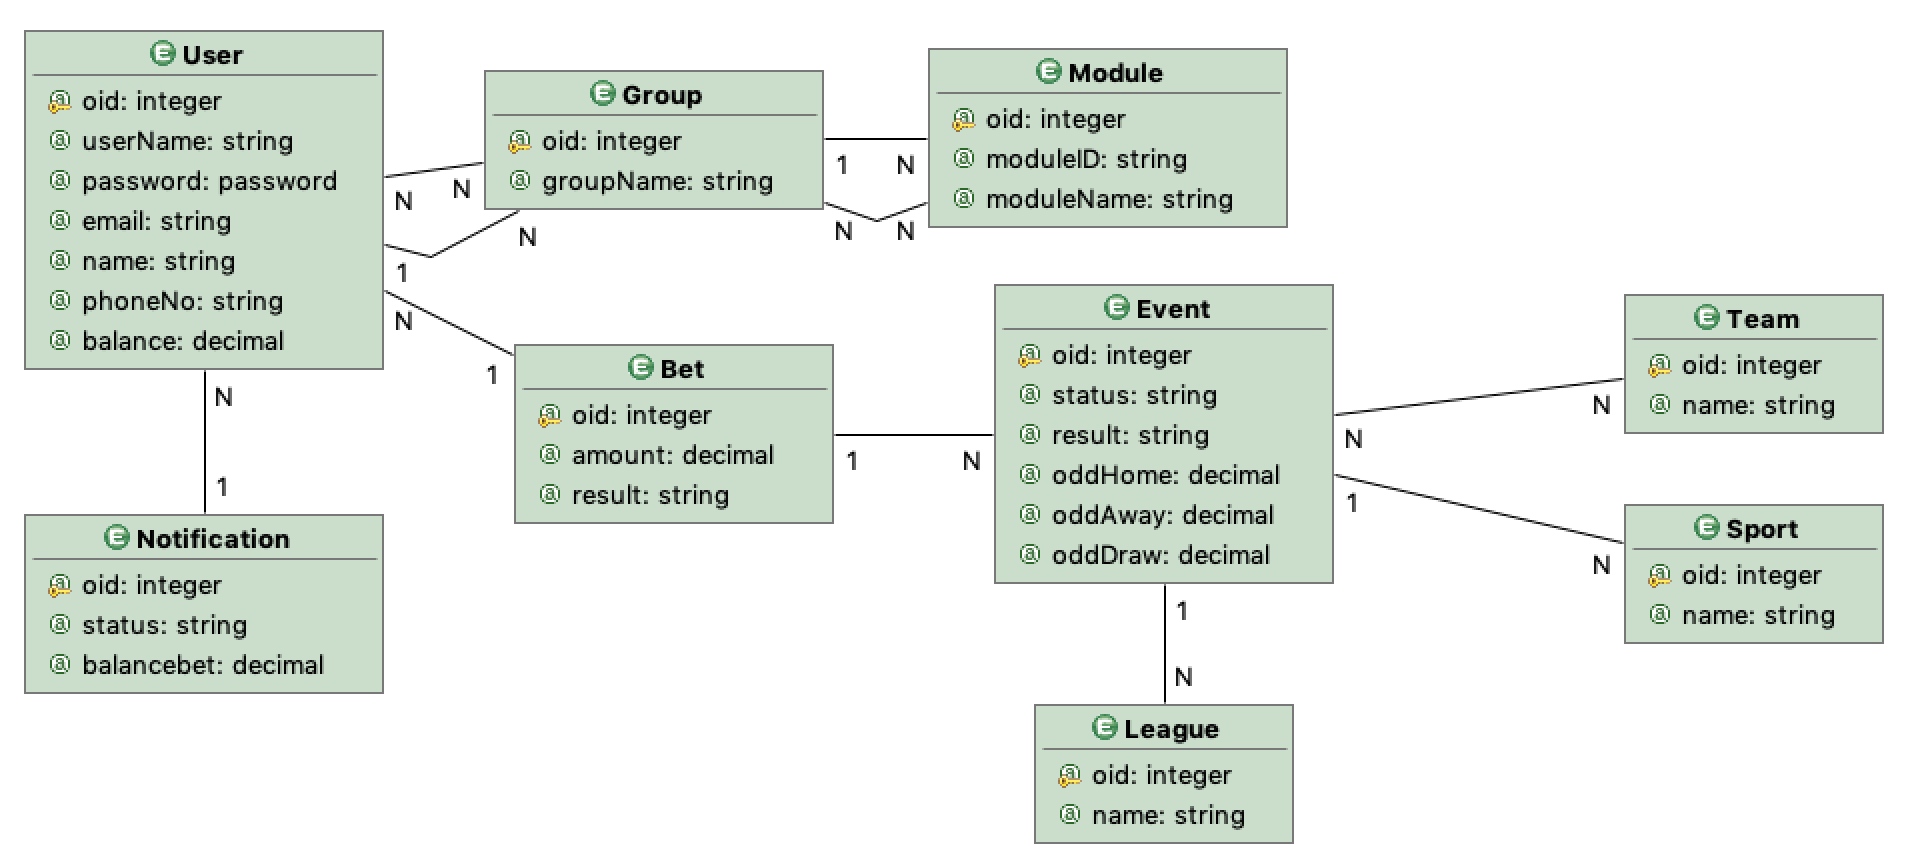 User
oid: integer
userName: string
password: password
email: string
name: string
phoneNo: string
balance: decimal
Group
oid: integer
groupName: string
Module
oid: integer
moduleID: string
moduleName: string
N
N
1
N
1
N
N
N
N
1
N
1
Bet
oid: integer
amount: decimal
result: string
1
N
Event
oid: integer
status: string
result: string
oddHome: decimal
oddAway: decimal
oddDraw: decimal
N
N
1
N
Team
oid: integer
name: string
Sport
oid: integer
name: string
Notification
oid: integer
status: string
balancebet: decimal
1
N
League
oid: integer
name: string